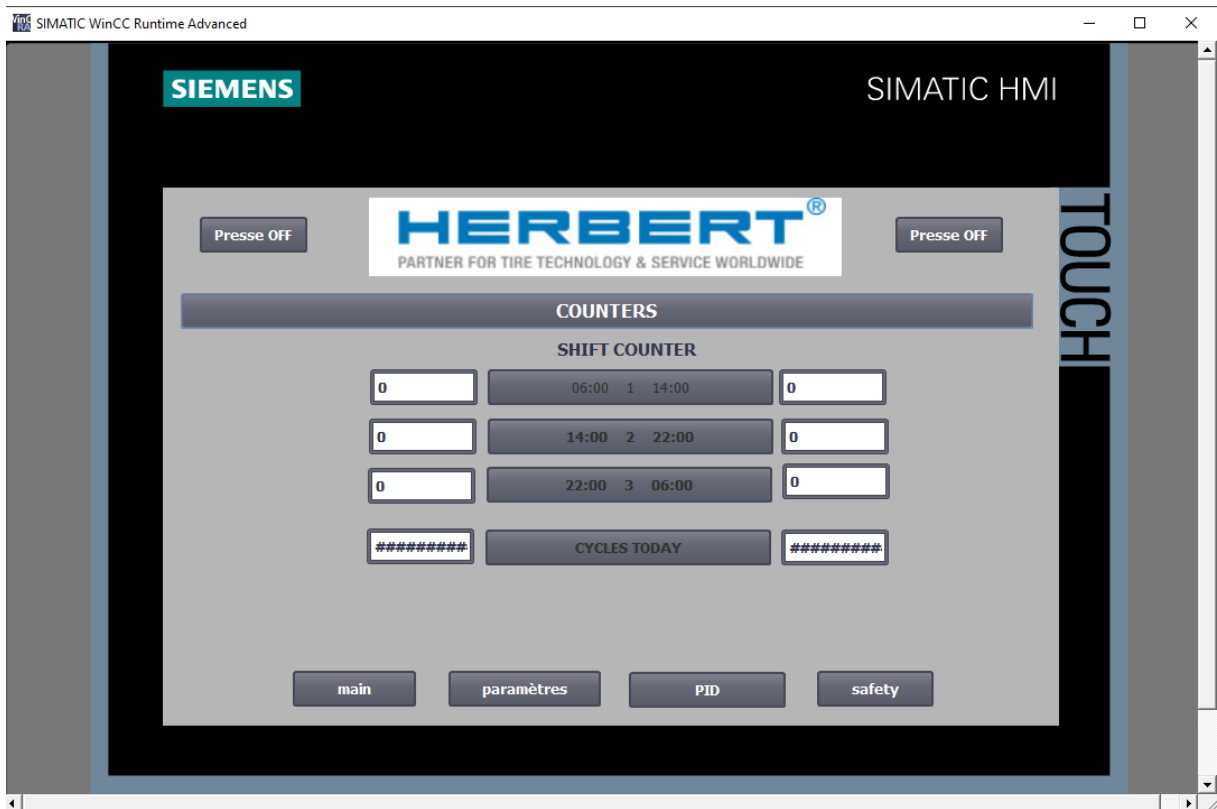 SIMATIC WinCC Runtime Advanced
SIEMENS
SIMATIC HMI
TOUCH
Presse OFF
HERBERT®
PARTNER FOR TIRE TECHNOLOGY & SERVICE WORLDWIDE
Presse OFF
COUNTERS
SHIFT COUNTER
0 06:00 1 14:00 0
0 14:00 2 22:00 0
0 22:00 3 06:00 0
######### CYCLES TODAY #########
main paramètres PID safety